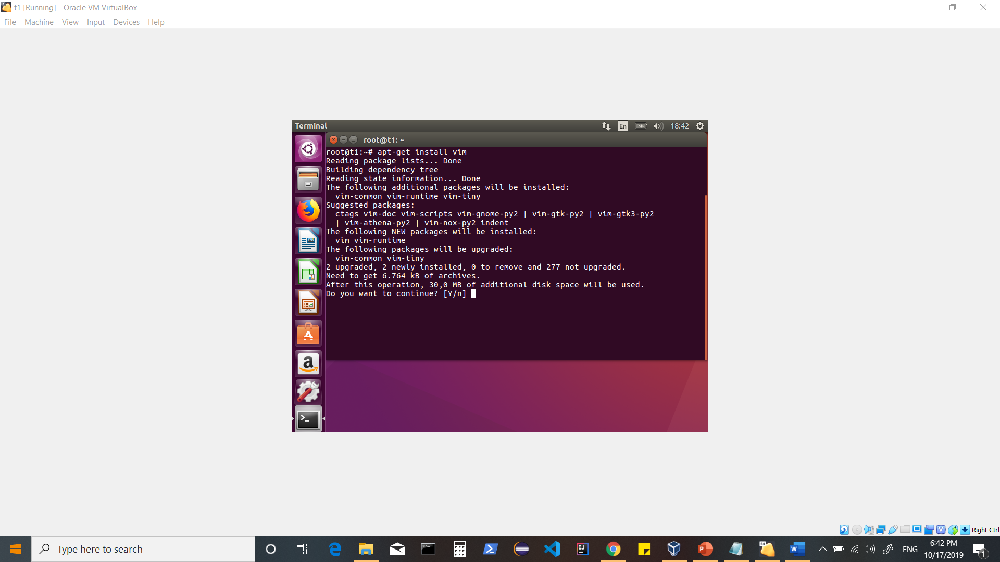 t1 [Running] - Oracle VM VirtualBox
File Machine View Input Devices Help
Terminal
En
18:42
root@t1: ~
root@t1:~# apt-get install vim
Reading package lists... Done
Building dependency tree
Reading state information... Done
The following additional packages will be installed:
vim-common vim-runtime vim-tiny
Suggested packages:
ctags vim-doc vim-scripts vim-gnome-py2 | vim-gtk-py2 | vim-gtk3-py2
| vim-athena-py2 | vim-nox-py2 indent
The following NEW packages will be installed:
vim vim-runtime
The following packages will be upgraded:
vim-common vim-tiny
2 upgraded, 2 newly installed, 0 to remove and 277 not upgraded.
Need to get 6.764 kB of archives.
After this operation, 30,0 MB of additional disk space will be used.
Do you want to continue? [Y/n]
Right Ctrl
Type here to search
ENG
6:42 PM
10/17/2019
1